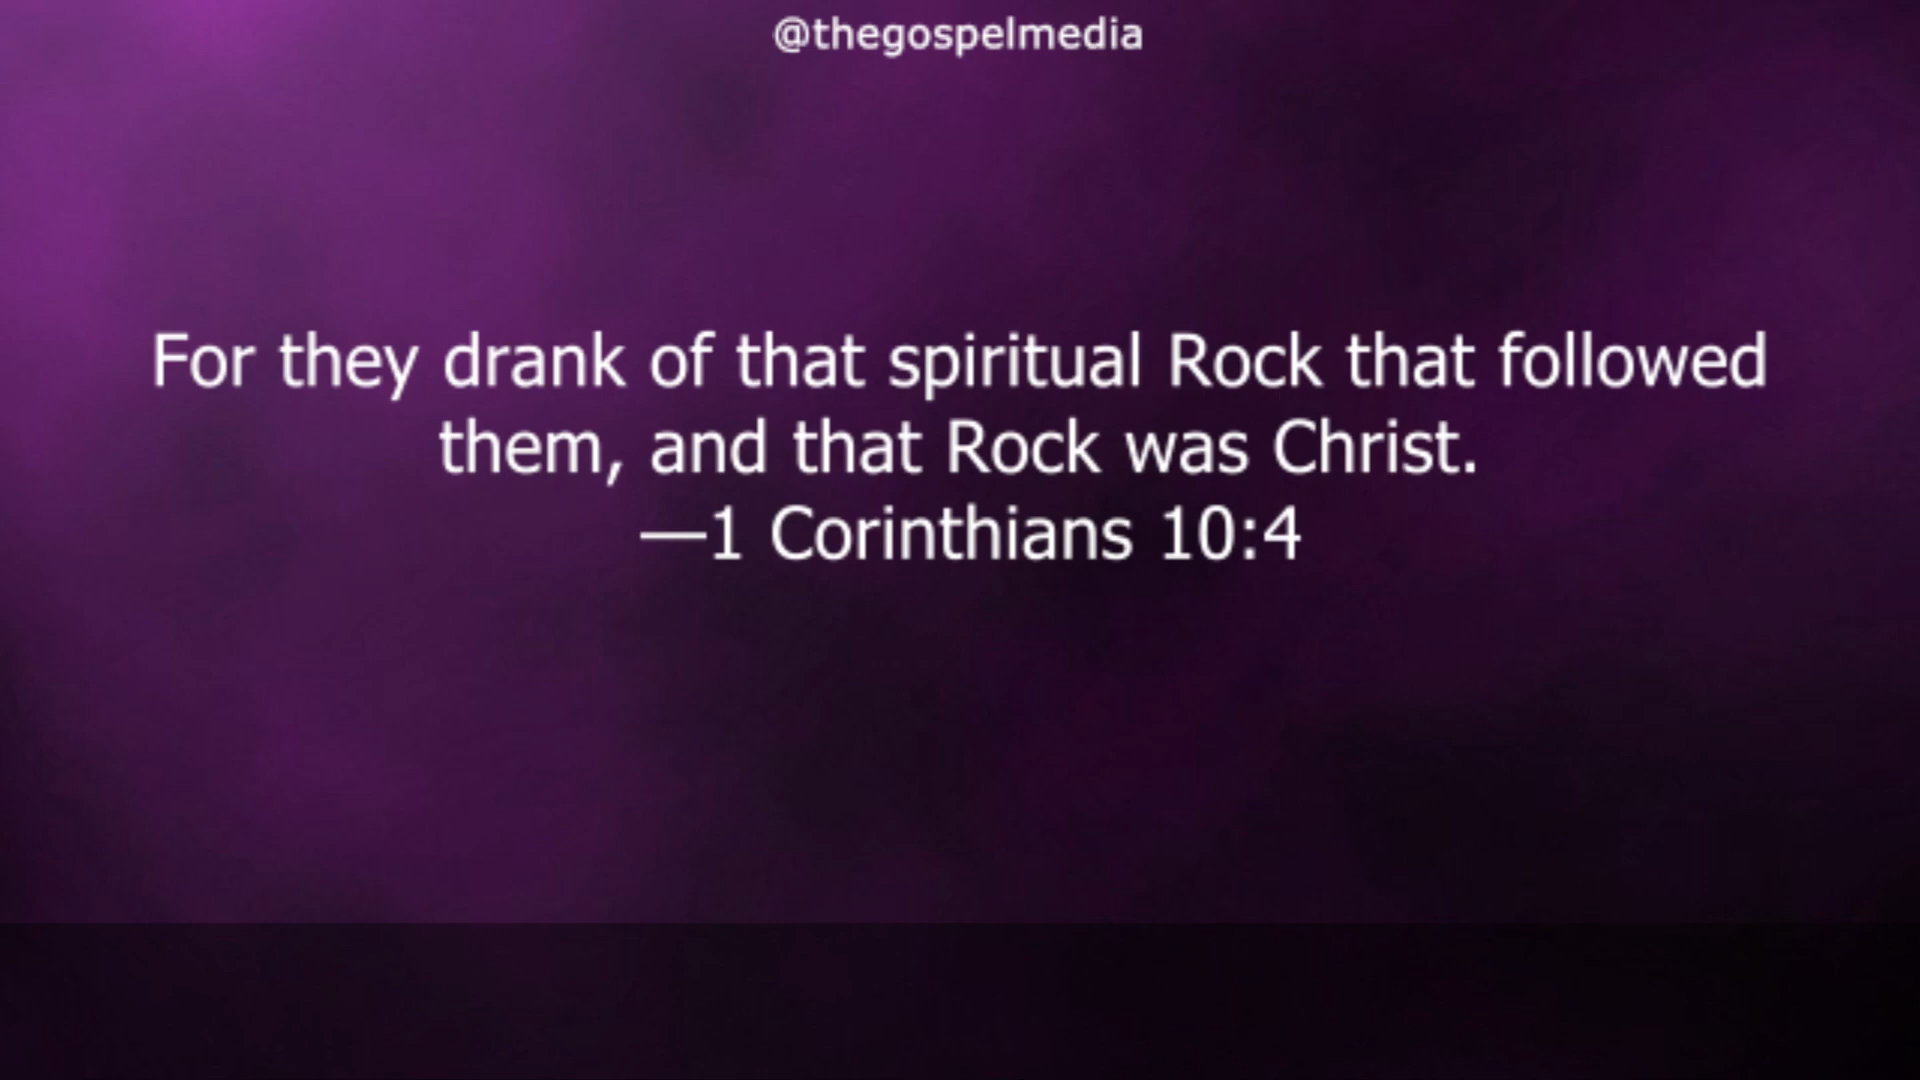 @thegospelmedia
For they drank of that spiritual Rock that followed
them, and that Rock was Christ.
—1 Corinthians 10:4